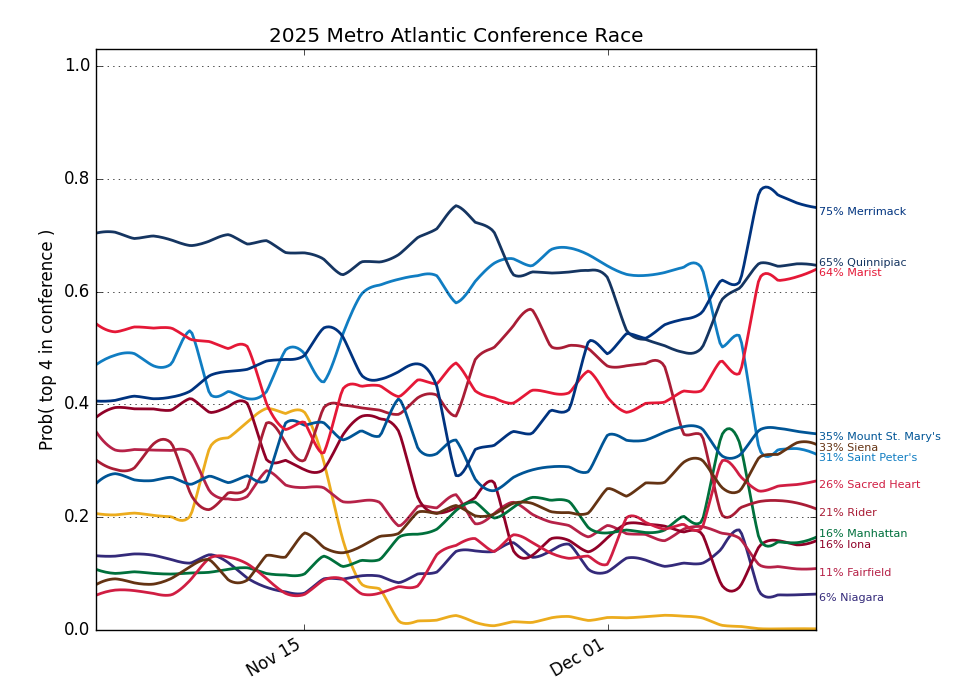 2025 Metro Atlantic Conference Race
Prob( top 4 in conference )
1.0
0.8
0.6
0.4
0.2
0.0
Nov 15
Dec 01
75% Merrimack
65% Quinnipiac
64% Marist
35% Mount St. Mary's
33% Siena
31% Saint Peter's
26% Sacred Heart
21% Rider
16% Manhattan
16% Iona
11% Fairfield
6% Niagara